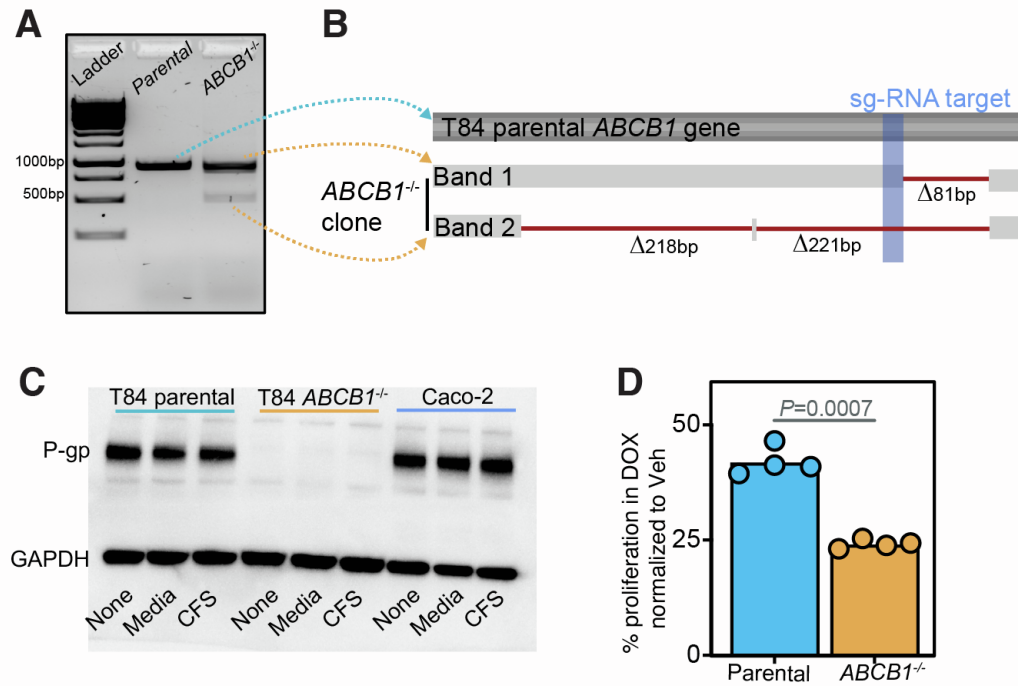 A
Ladder
Parental
ABCB1-/-
1000bp
500bp
B
sg-RNA target
T84 parental ABCB1 gene
Band 1
Δ81bp
ABCB1-/-
clone
Band 2
Δ218bp
Δ221bp
C
T84 parental
T84 ABCB1-/-
Caco-2
P-gp
GAPDH
None
Media
CFS
None
Media
CFS
None
Media
CFS
D
% proliferation in DOX
normalized to Veh
P=0.0007
50
25
0
Parental
ABCB1-/-